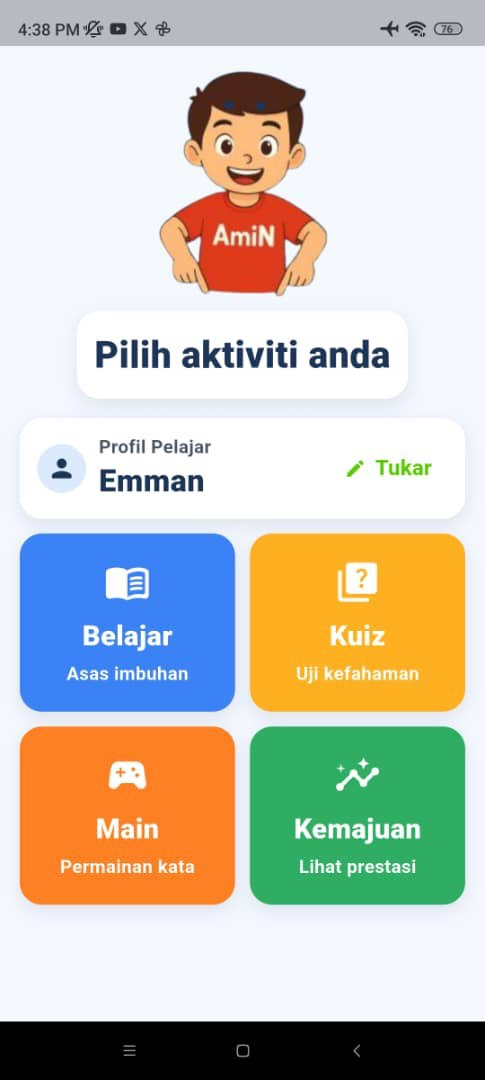 4:38 PM
76
AmiN
Pilih aktiviti anda
Profil Pelajar
Emman
Tukar
Belajar
Asas imbuhan
Kuiz
Uji kefahaman
Main
Permainan kata
Kemajuan
Lihat prestasi